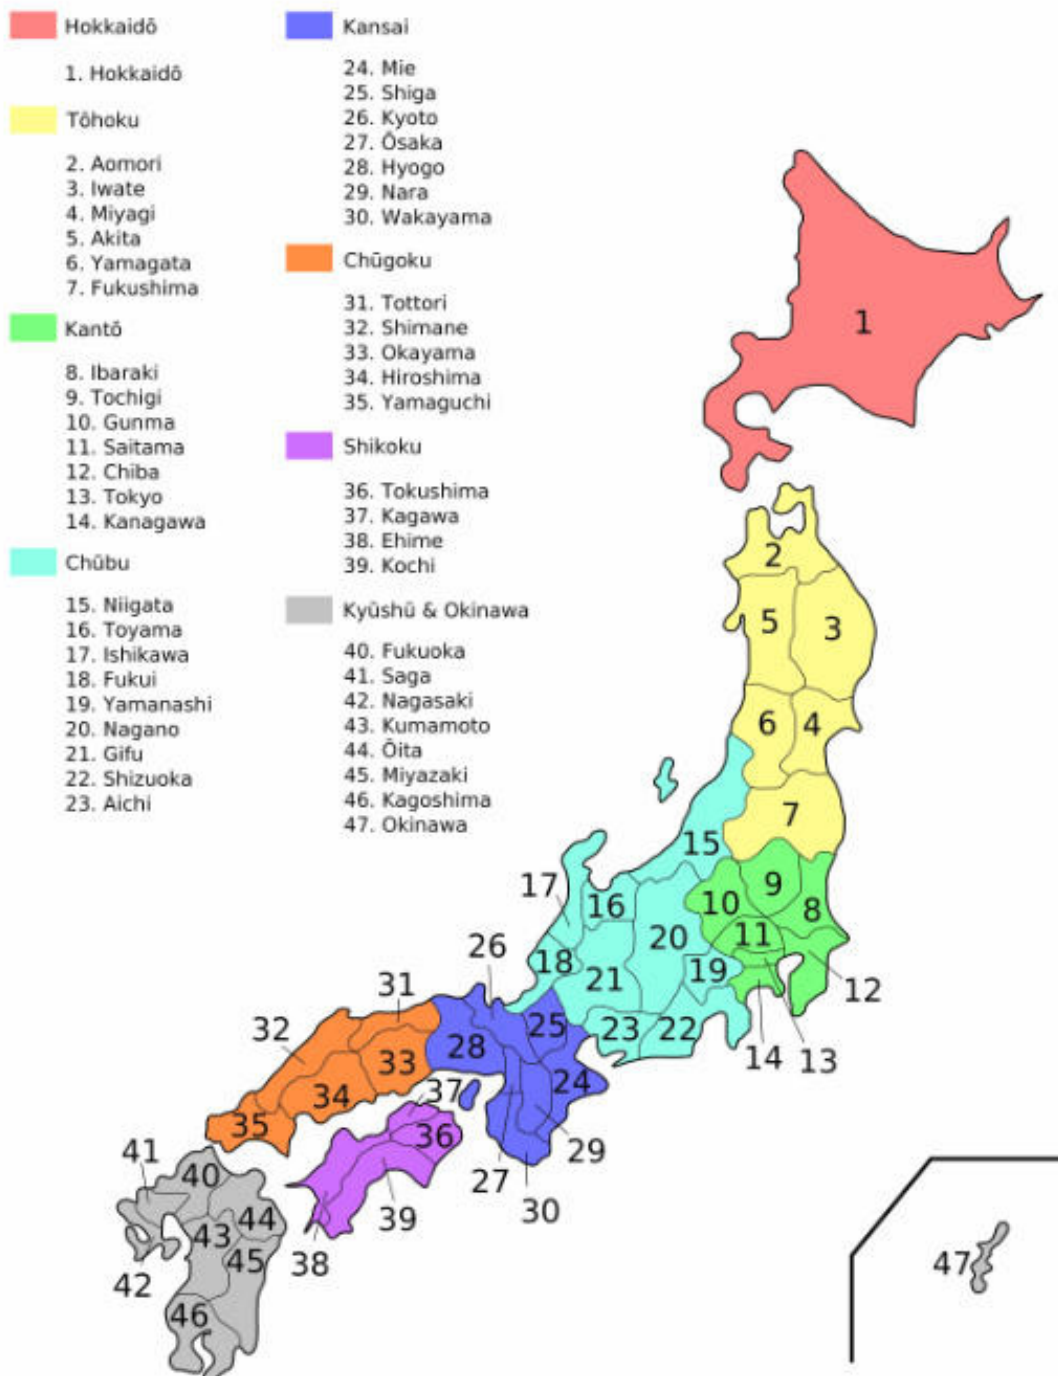 Hokkaidō
1. Hokkaidō
Tōhoku
2. Aomori
3. Iwate
4. Miyagi
5. Akita
6. Yamagata
7. Fukushima
Kantō
8. Ibaraki
9. Tochigi
10. Gunma
11. Saitama
12. Chiba
13. Tokyo
14. Kanagawa
Chūbu
15. Niigata
16. Toyama
17. Ishikawa
18. Fukui
19. Yamanashi
20. Nagano
21. Gifu
22. Shizuoka
23. Aichi
Kansai
24. Mie
25. Shiga
26. Kyoto
27. Ōsaka
28. Hyogo
29. Nara
30. Wakayama
Chūgoku
31. Tottori
32. Shimane
33. Okayama
34. Hiroshima
35. Yamaguchi
Shikoku
36. Tokushima
37. Kagawa
38. Ehime
39. Kochi
Kyūshū & Okinawa
40. Fukuoka
41. Saga
42. Nagasaki
43. Kumamoto
44. Ōita
45. Miyazaki
46. Kagoshima
47. Okinawa
1
2
5
3
6
4
7
15
9
17
10
8
16
11
20
26
18
19
21
12
31
32
25
23
22
28
33
14
13
24
37
34
35
36
29
41
40
27
30
39
44
43
38
45
42
47
46